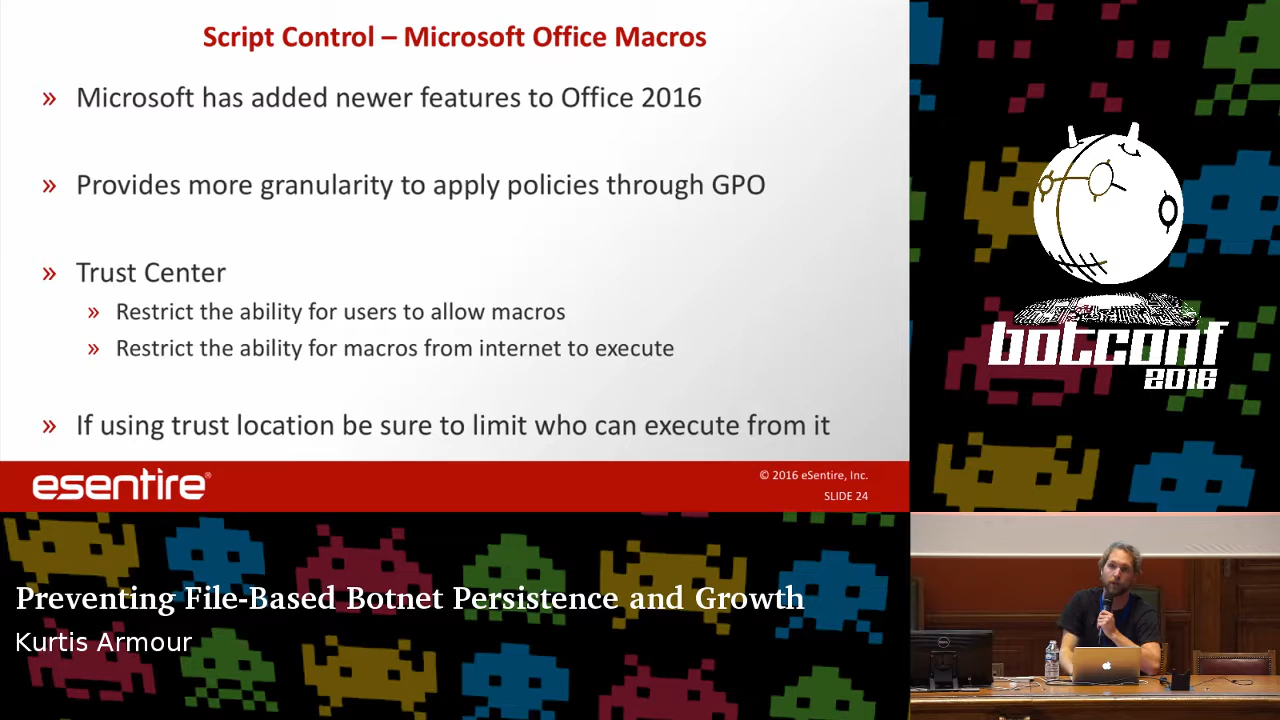 Script Control – Microsoft Office Macros
» Microsoft has added newer features to Office 2016
» Provides more granularity to apply policies through GPO
» Trust Center
» Restrict the ability for users to allow macros
» Restrict the ability for macros from internet to execute
» If using trust location be sure to limit who can execute from it
esentire®
© 2016 eSentire, Inc.
SLIDE 24
botconf
2016
Preventing File-Based Botnet Persistence and Growth
Kurtis Armour
DELL